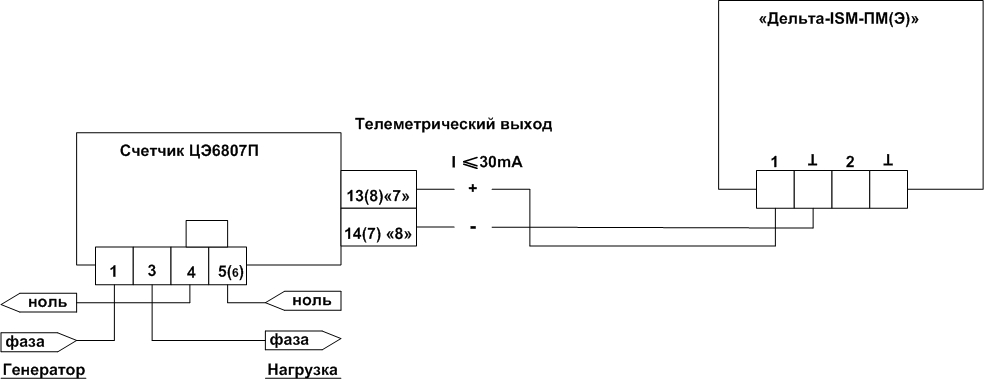 «Дельта-ISM-ПМ(Э)»
Телеметрический выход
Счетчик ЦЭ6807П
I ⩽30mA
1 ⊥ 2 ⊥
13(8)«7» +
14(7) «8» -
1 3 4 5(6)
ноль ноль
фаза фаза
Генератор Нагрузка